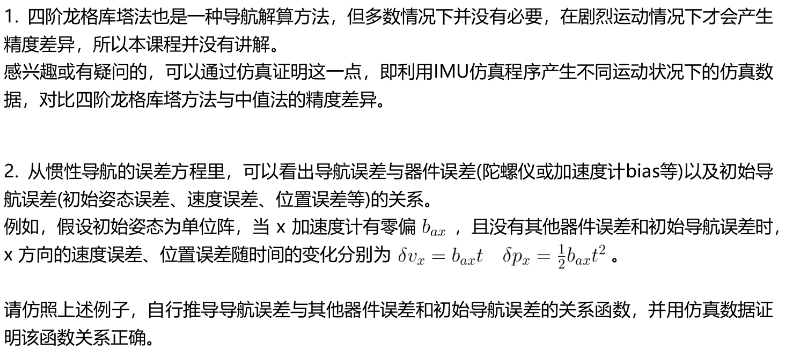 1. 四阶龙格库塔法也是一种导航解算方法，但多数情况下并没有必要，在剧烈运动情况下才会产生
精度差异，所以本课程并没有讲解。
感兴趣或有疑问的，可以通过仿真证明这一点，即利用IMU仿真程序产生不同运动状况下的仿真数
据，对比四阶龙格库塔方法与中值法的精度差异。
2. 从惯性导航的误差方程里，可以看出导航误差与器件误差(陀螺仪或加速度计bias等)以及初始导
航误差(初始姿态误差、速度误差、位置误差等)的关系。
例如，假设初始姿态为单位阵，当 x 加速度计有零偏 $b_{ax}$ ，且没有其他器件误差和初始导航误差时，
x 方向的速度误差、位置误差随时间的变化分别为 $\delta v_x = b_{ax}t$ $\delta p_x = \frac{1}{2}b_{ax}t^2$ 。
请仿照上述例子，自行推导导航误差与其他器件误差和初始导航误差的关系函数，并用仿真数据证
明该函数关系正确。